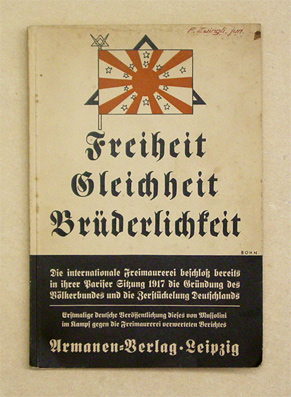 Freiheit
Gleichheit
Brüderlichkeit
BOHN
Die internationale Freimaurerei beschloß bereits
in ihrer Pariser Sitzung 1917 die Gründung des
Völkerbundes und die Zerstückelung Deutschlands
Erstmalige deutsche Veröffentlichung dieses von Mussolini
im Kampf gegen die Freimaurerei verwerteten Berichtes
Armanen-Verlag · Leipzig